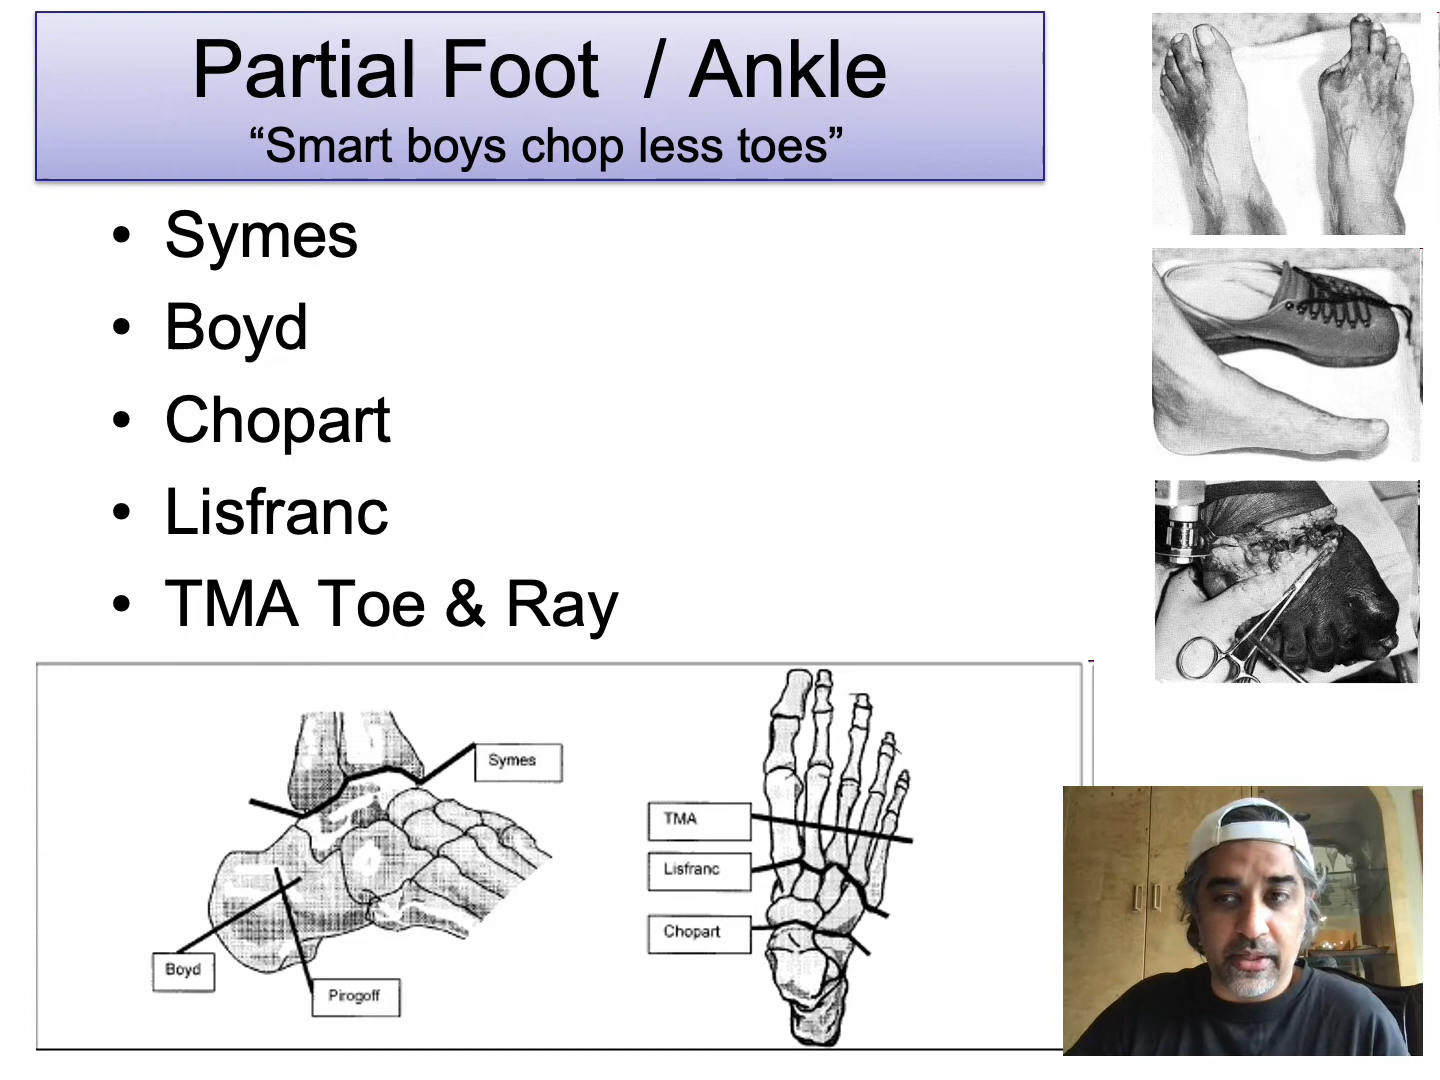 Partial Foot / Ankle
“Smart boys chop less toes”
• Symes
• Boyd
• Chopart
• Lisfranc
• TMA Toe & Ray
Symes
Boyd
Pirogoff
TMA
Lisfranc
Chopart